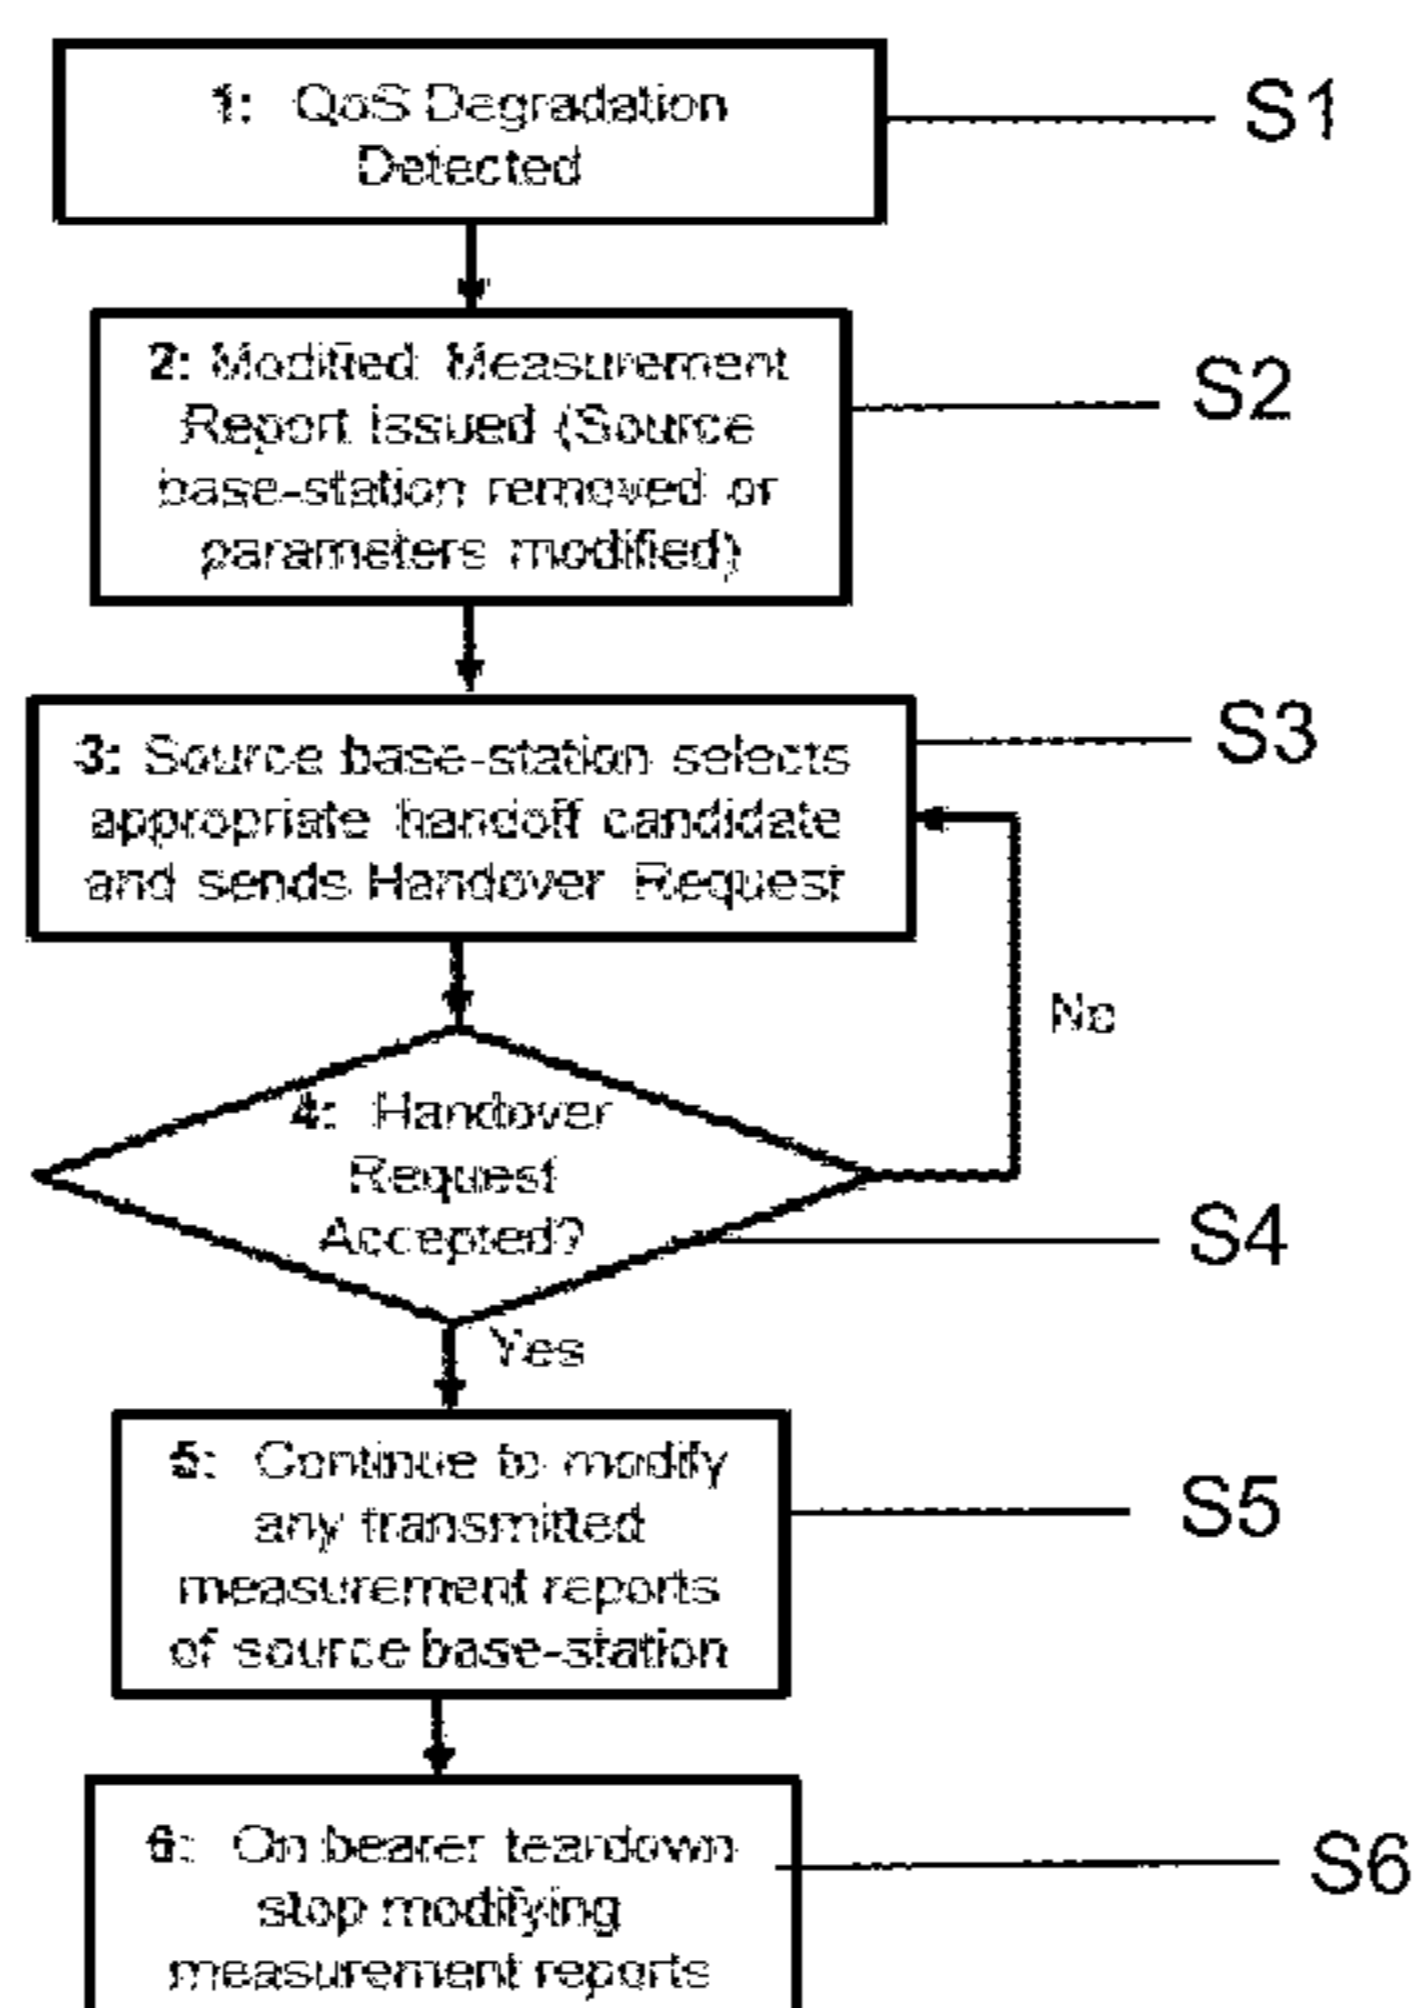 1: QoS Degradation
Detected
S1
2: Modified Measurement
Report issued (Source
base-station removed or
parameters modified)
S2
3: Source base-station selects
appropriate handoff candidate
and sends Handover Request
S3
No
4: Handover
Request
Accepted?
S4
Yes
5: Continue to modify
any transmitted
measurement reports
of source base-station
S5
6: On bearer teardown
stop modifying
measurement reports
S6